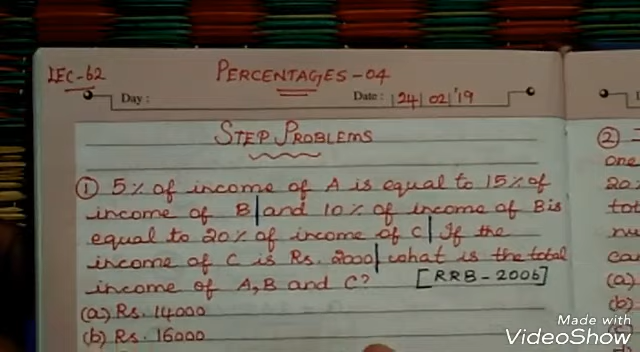 LEC-62
PERCENTAGES-04
Day :
Date : 24/02/'19
STEP PROBLEMS
① 5% of income of A is equal to 15% of
income of B| and 10% of income of B is
equal to 20% of income of C| If the
income of C is Rs. 2000| what is the total
income of A, B and C? [RRB-2006]
(a) Rs. 14000
(b) Rs. 16000
②
one
20
tot
nu
can
(a)
(b)
Made with
VideoShow